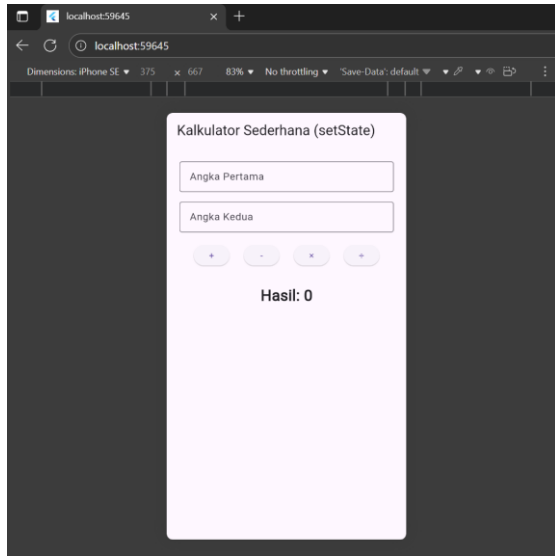 localhost:59645
localhost:59645
Dimensions: iPhone SE 375 × 667 83% No throttling 'Save-Data': default
Kalkulator Sederhana (setState)
Angka Pertama
Angka Kedua
+ - × ÷
Hasil: 0